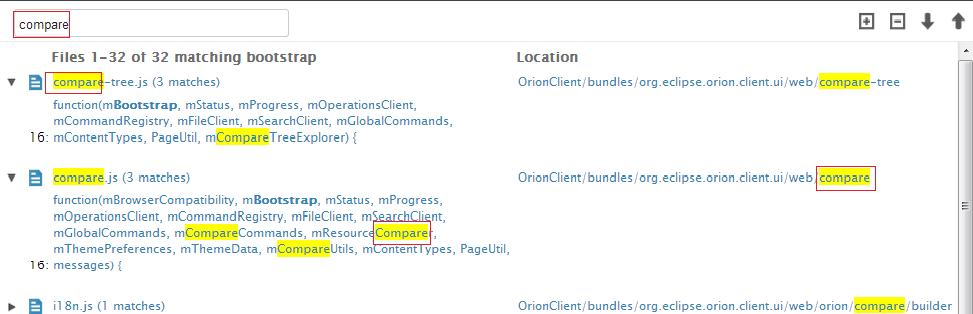 compare
Files 1-32 of 32 matching bootstrap Location
compare-tree.js (3 matches) OrionClient/bundles/org.eclipse.orion.client.ui/web/compare-tree
function(mBootstrap, mStatus, mProgress, mOperationsClient,
mCommandRegistry, mFileClient, mSearchClient, mGlobalCommands,
16: mContentTypes, PageUtil, mCompareTreeExplorer) {
compare.js (3 matches) OrionClient/bundles/org.eclipse.orion.client.ui/web/compare
function(mBrowserCompatibility, mBootstrap, mStatus, mProgress,
mOperationsClient, mCommandRegistry, mFileClient, mSearchClient,
mGlobalCommands, mCompareCommands, mResourceComparer,
mThemePreferences, mThemeData, mCompareUtils, mContentTypes, PageUtil,
16: messages) {
i18n.js (1 matches) OrionClient/bundles/org.eclipse.orion.client.ui/web/orion/compare/builder